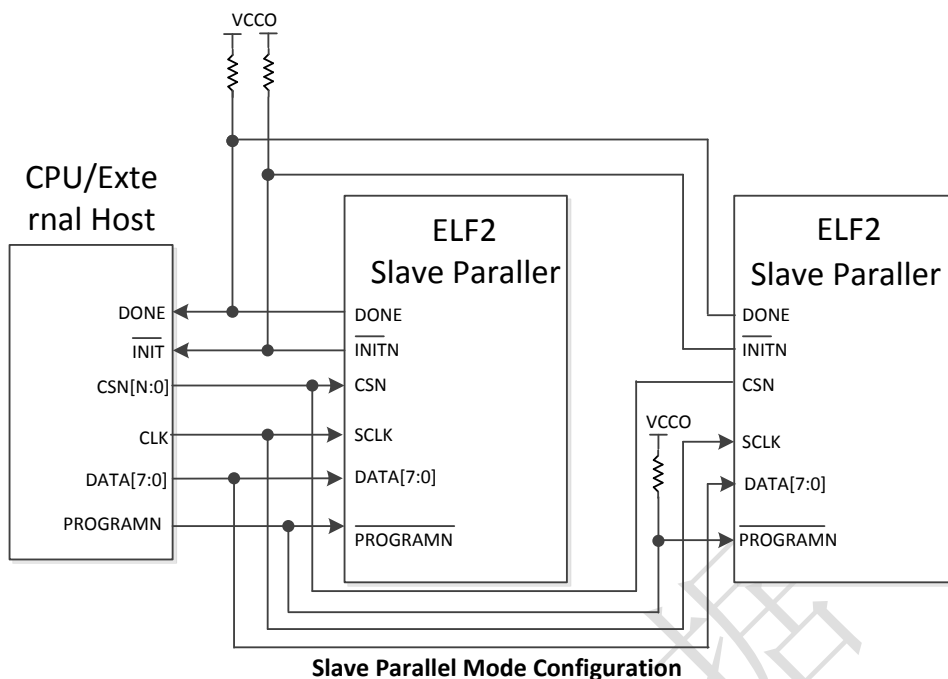 VCCO
CPU/Exte
rnal Host
DONE
INIT
CSN[N:0]
CLK
DATA[7:0]
PROGRAMN
ELF2
Slave Paraller
DONE
INITN
CSN
SCLK
DATA[7:0]
PROGRAMN
VCCO
ELF2
Slave Paraller
DONE
INITN
CSN
SCLK
DATA[7:0]
PROGRAMN
Slave Parallel Mode Configuration